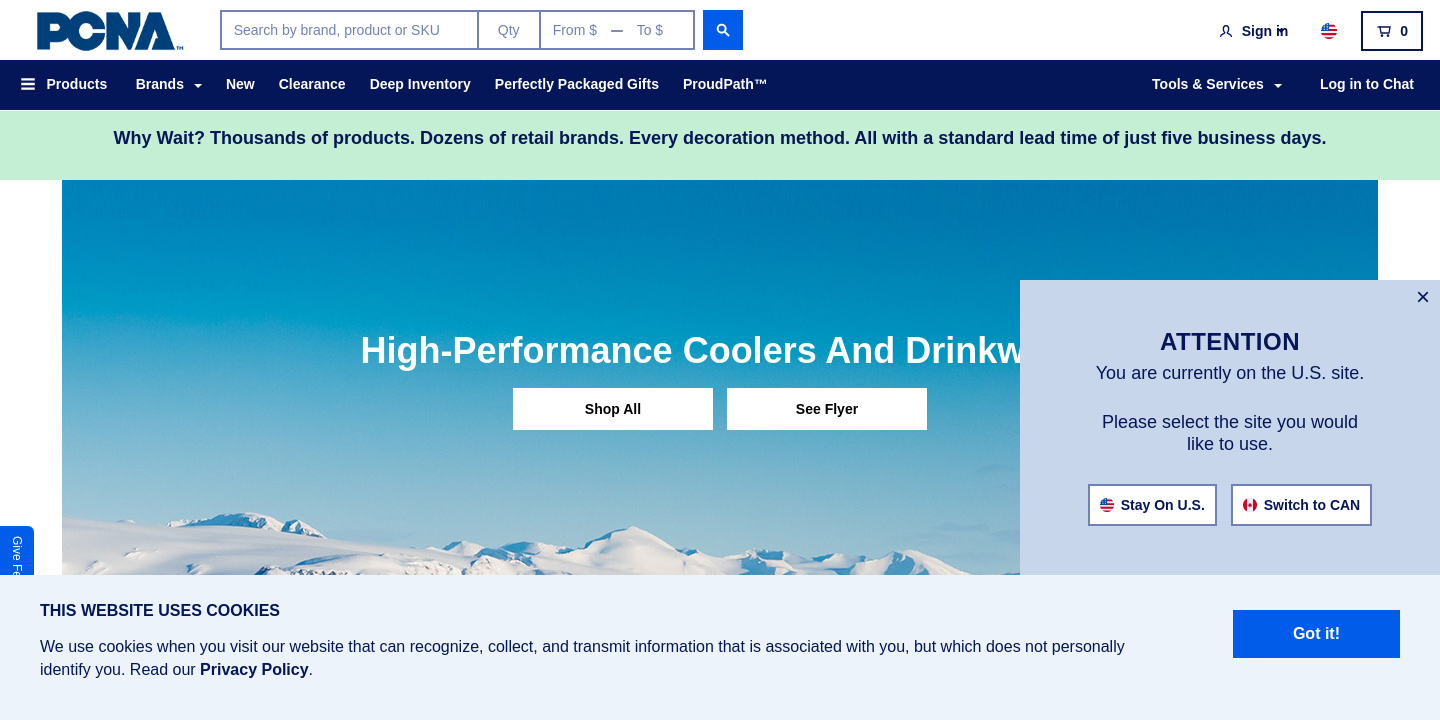 PCNA™
Search by brand, product or SKU
Qty
From $ — To $
Sign in
0
Products
Brands
New
Clearance
Deep Inventory
Perfectly Packaged Gifts
ProudPath™
Tools & Services
Log in to Chat
Why Wait? Thousands of products. Dozens of retail brands. Every decoration method. All with a standard lead time of just five business days.
High-Performance Coolers And
Shop All
See Flyer
×
ATTENTION
You are currently on the U.S. site.
Please select the site you would
like to use.
Stay On U.S.
Switch to CAN
Give
THIS WEBSITE USES COOKIES
We use cookies when you visit our website that can recognize, collect, and transmit information that is associated with you, but which does not personally
identify you. Read our Privacy Policy.
Got it!